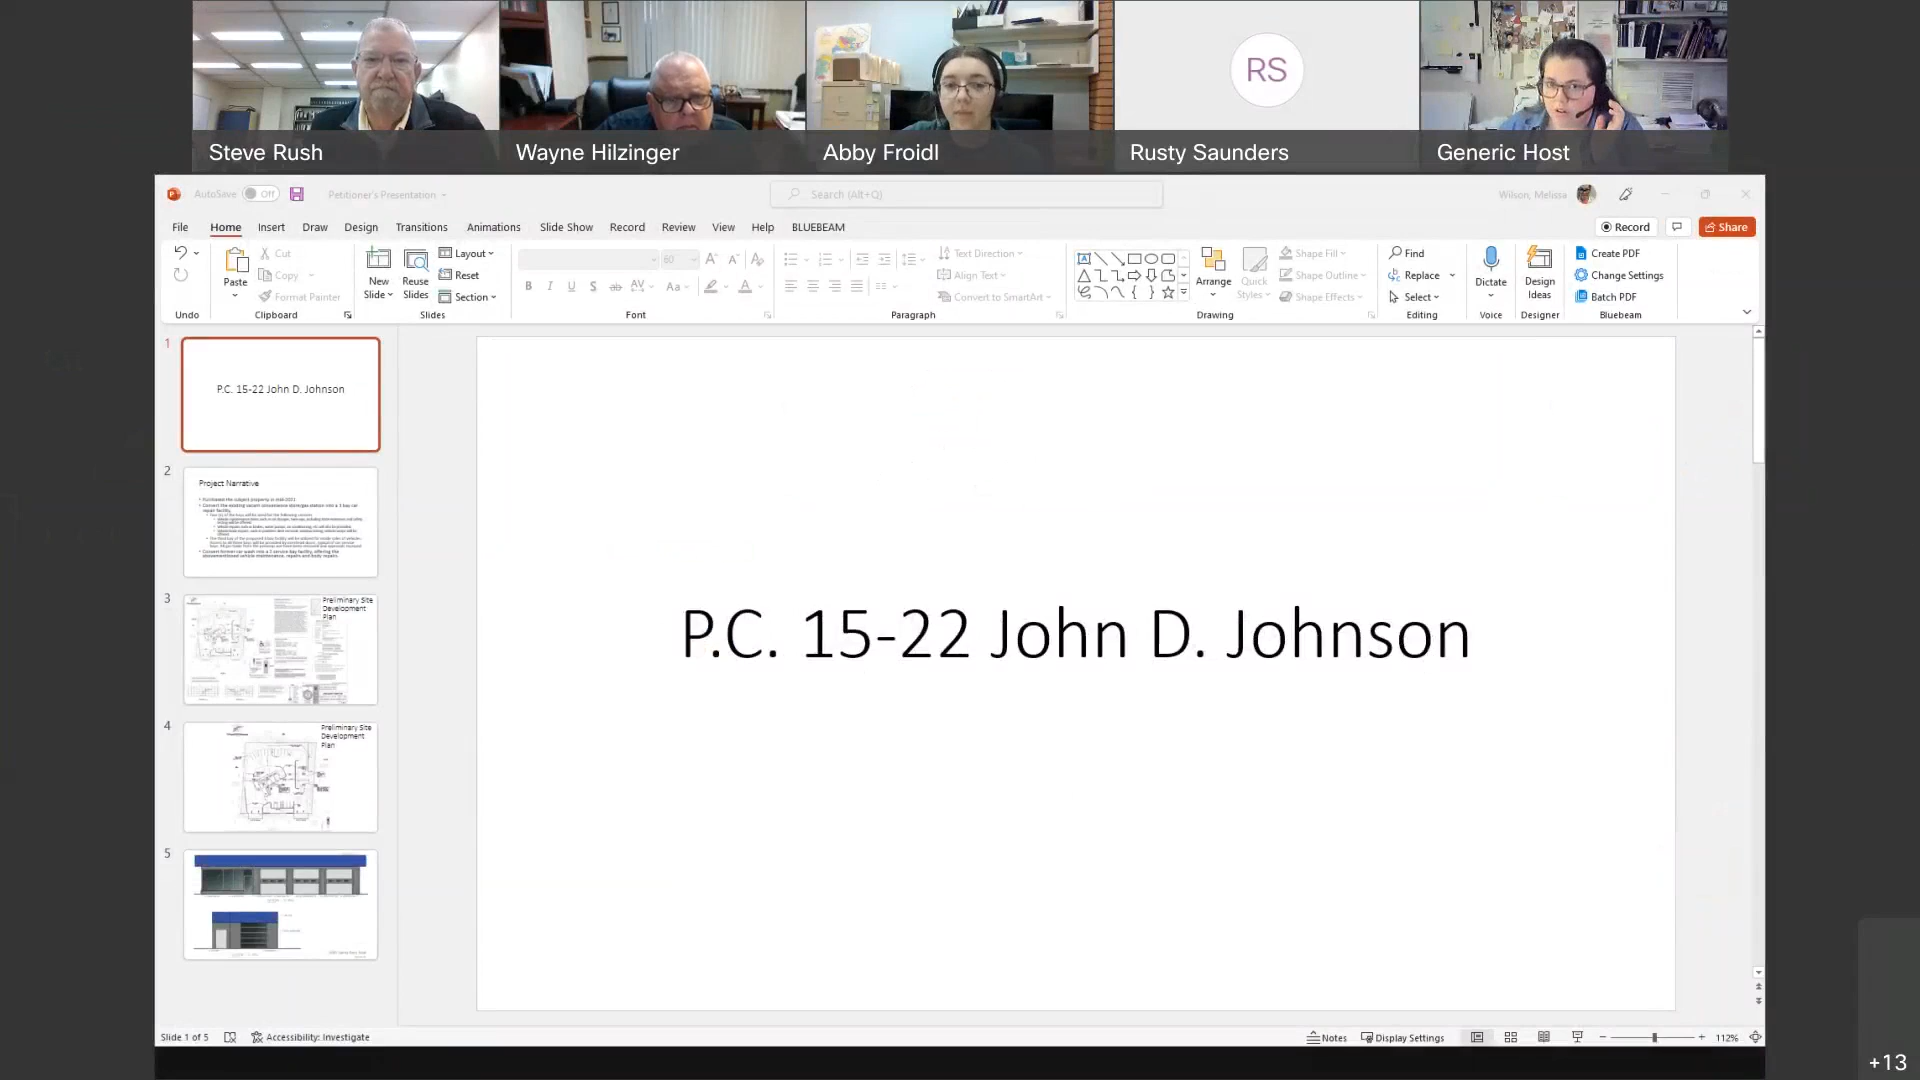 RS
Steve Rush
Wayne Hilzinger
Abby Froidl
Rusty Saunders
Generic Host
AutoSave Off
Petitioner's Presentation
Search (Alt+Q)
Wilson, Melissa
File Home Insert Draw Design Transitions Animations Slide Show Record Review View Help BLUEBEAM
Record
Share
Paste
Cut
Copy
Format Painter
New Slide
Reuse Slides
Layout
Reset
Section
60
Text Direction
Align Text
Convert to SmartArt
Arrange
Quick Styles
Shape Fill
Shape Outline
Shape Effects
Find
Replace
Select
Dictate
Design Ideas
Create PDF
Change Settings
Batch PDF
Undo Clipboard Slides Font Paragraph Drawing Editing Voice Designer Bluebeam
1
P.C. 15-22 John D. Johnson
2
Project Narrative
3
Preliminary Site
Development
Plan
4
Preliminary Site
Development
Plan
5
P.C. 15-22 John D. Johnson
Slide 1 of 5
Accessibility: Investigate
Notes
Display Settings
112%
+13